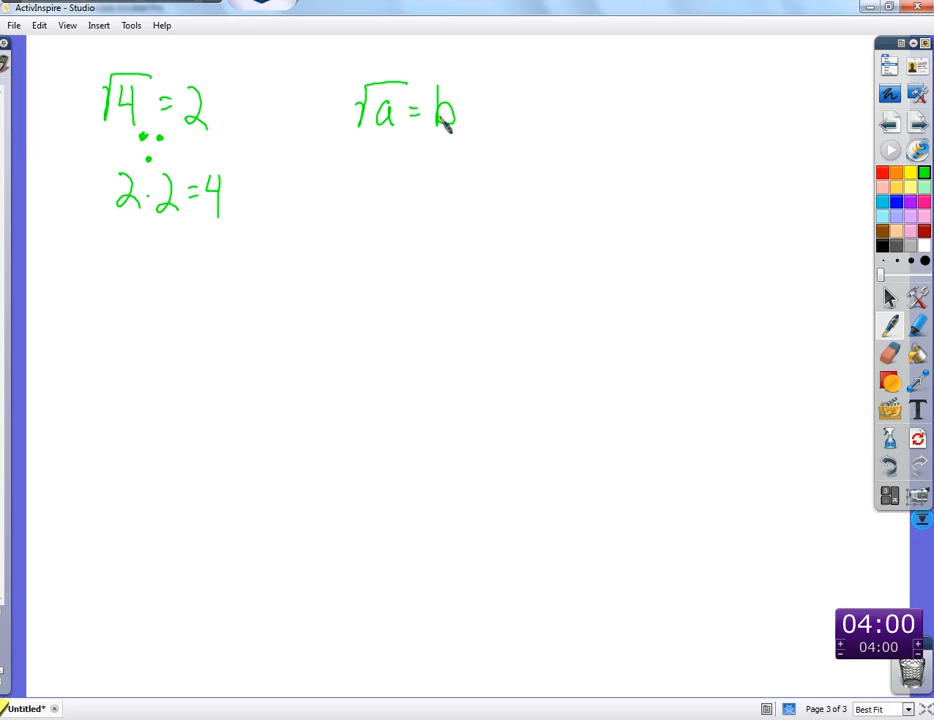 ActivInspire - Studio
File Edit View Insert Tools Help
√4 = 2
√a = b
∵
2 · 2 = 4
04:00
04:00
Untitled*
Page 3 of 3
Best Fit